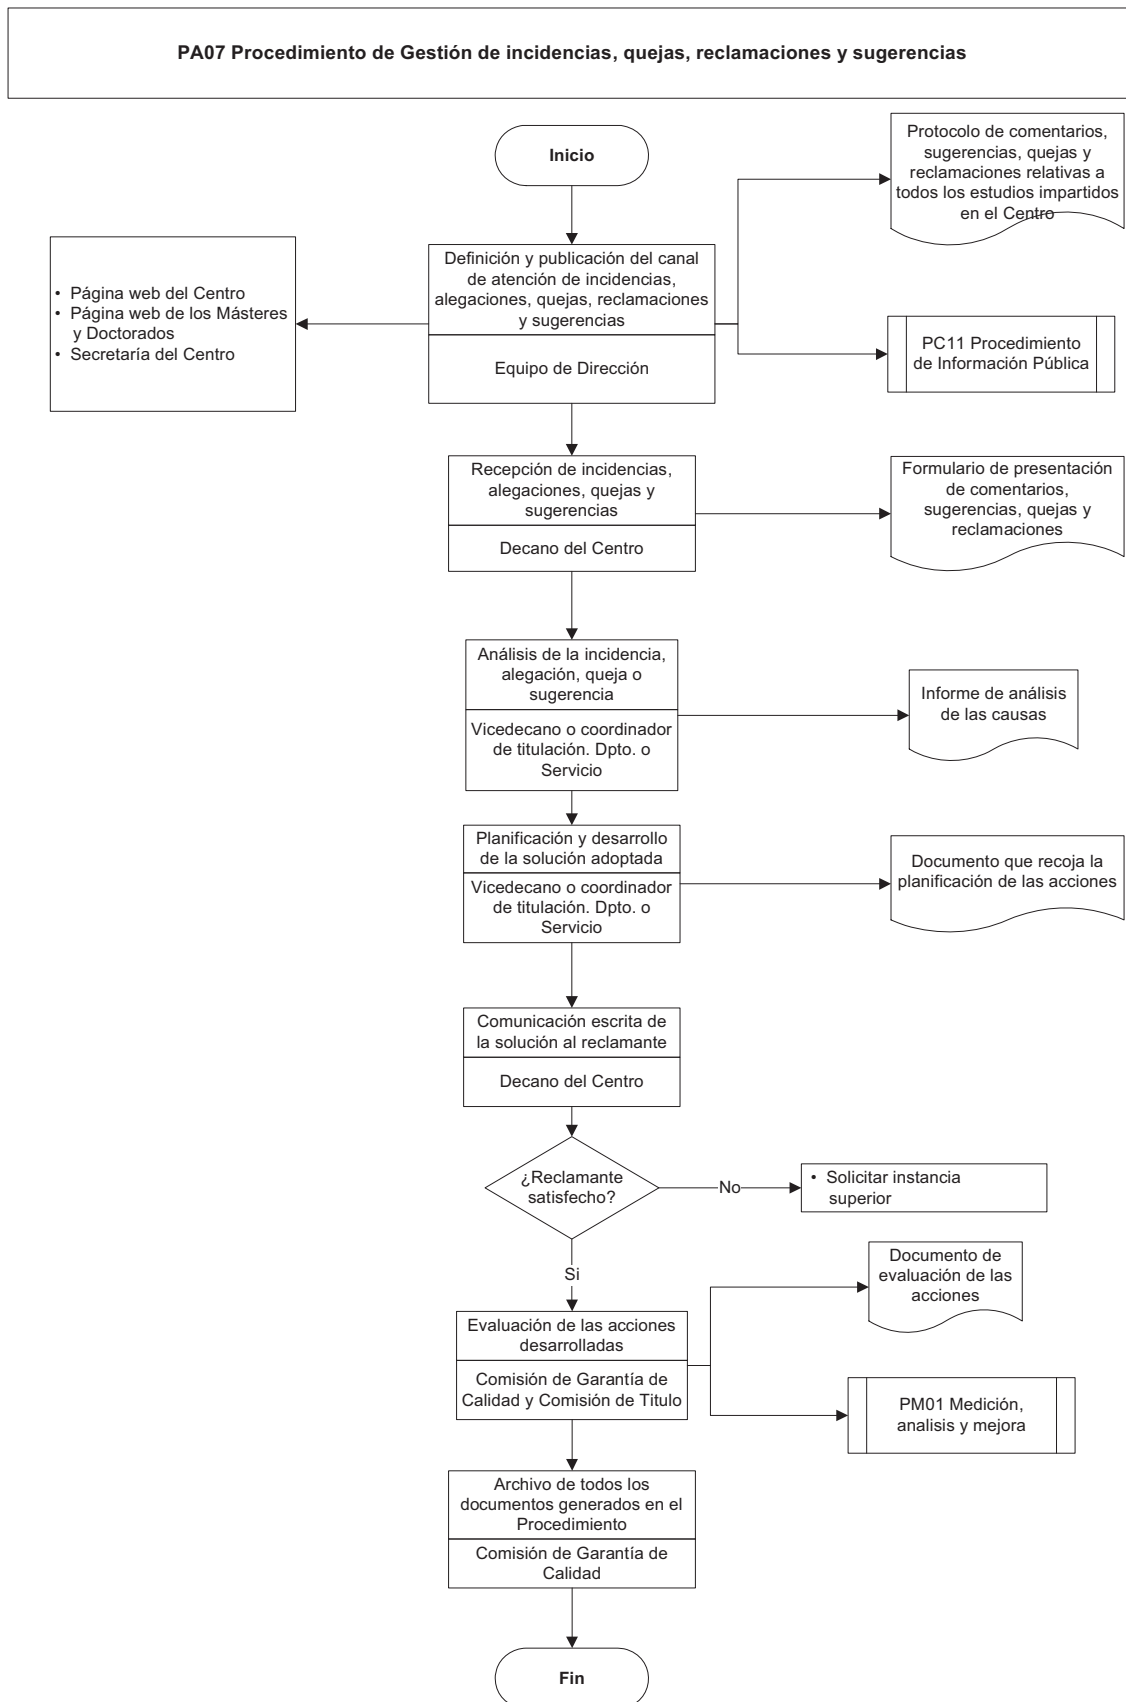 PA07 Procedimiento de Gestión de incidencias, quejas, reclamaciones y sugerencias
Inicio
Protocolo de comentarios,
sugerencias, quejas y
reclamaciones relativas a
todos los estudios impartidos
en el Centro
• Página web del Centro
• Página web de los Másteres
y Doctorados
• Secretaría del Centro
Definición y publicación del canal
de atención de incidencias,
alegaciones, quejas, reclamaciones
y sugerencias
Equipo de Dirección
PC11 Procedimiento
de Información Pública
Recepción de incidencias,
alegaciones, quejas y
sugerencias
Decano del Centro
Formulario de presentación
de comentarios,
sugerencias, quejas y
reclamaciones
Análisis de la incidencia,
alegación, queja o
sugerencia
Vicedecano o coordinador
de titulación. Dpto. o
Servicio
Informe de análisis
de las causas
Planificación y desarrollo
de la solución adoptada
Vicedecano o coordinador
de titulación. Dpto. o
Servicio
Documento que recoja la
planificación de las acciones
Comunicación escrita de
la solución al reclamante
Decano del Centro
¿Reclamante
satisfecho?
No
• Solicitar instancia
superior
Si
Documento de
evaluación de las
acciones
Evaluación de las acciones
desarrolladas
Comisión de Garantía de
Calidad y Comisión de Titulo
PM01 Medición,
analisis y mejora
Archivo de todos los
documentos generados en el
Procedimiento
Comisión de Garantía de
Calidad
Fin